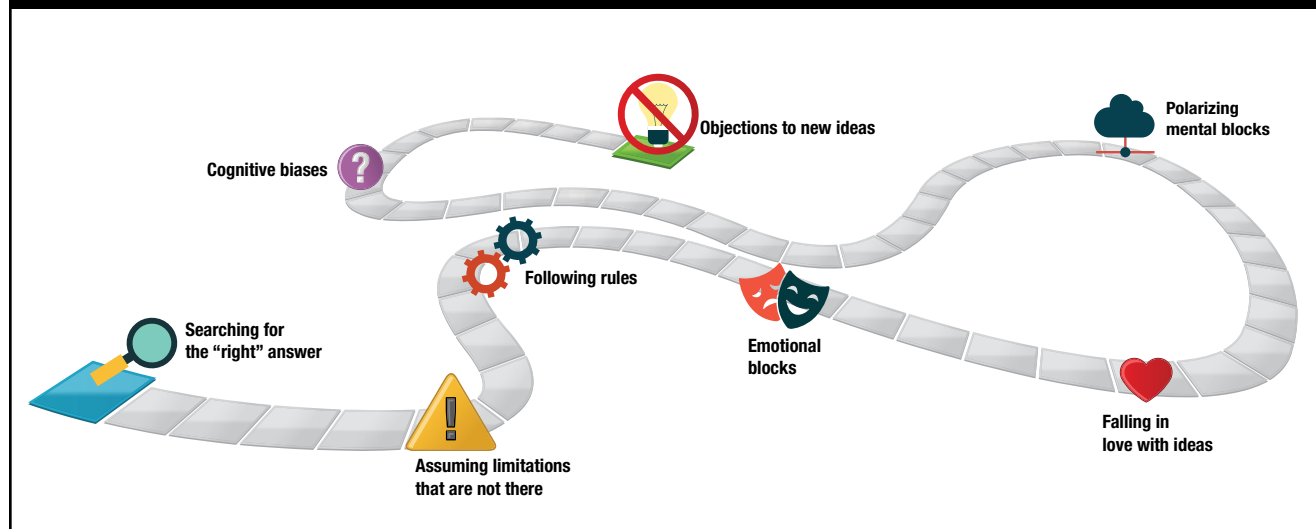 Objections to new ideas
Polarizing
mental blocks
Cognitive biases
?
Following rules
Searching for
the “right” answer
!
Emotional
blocks
Falling in
love with ideas
Assuming limitations
that are not there